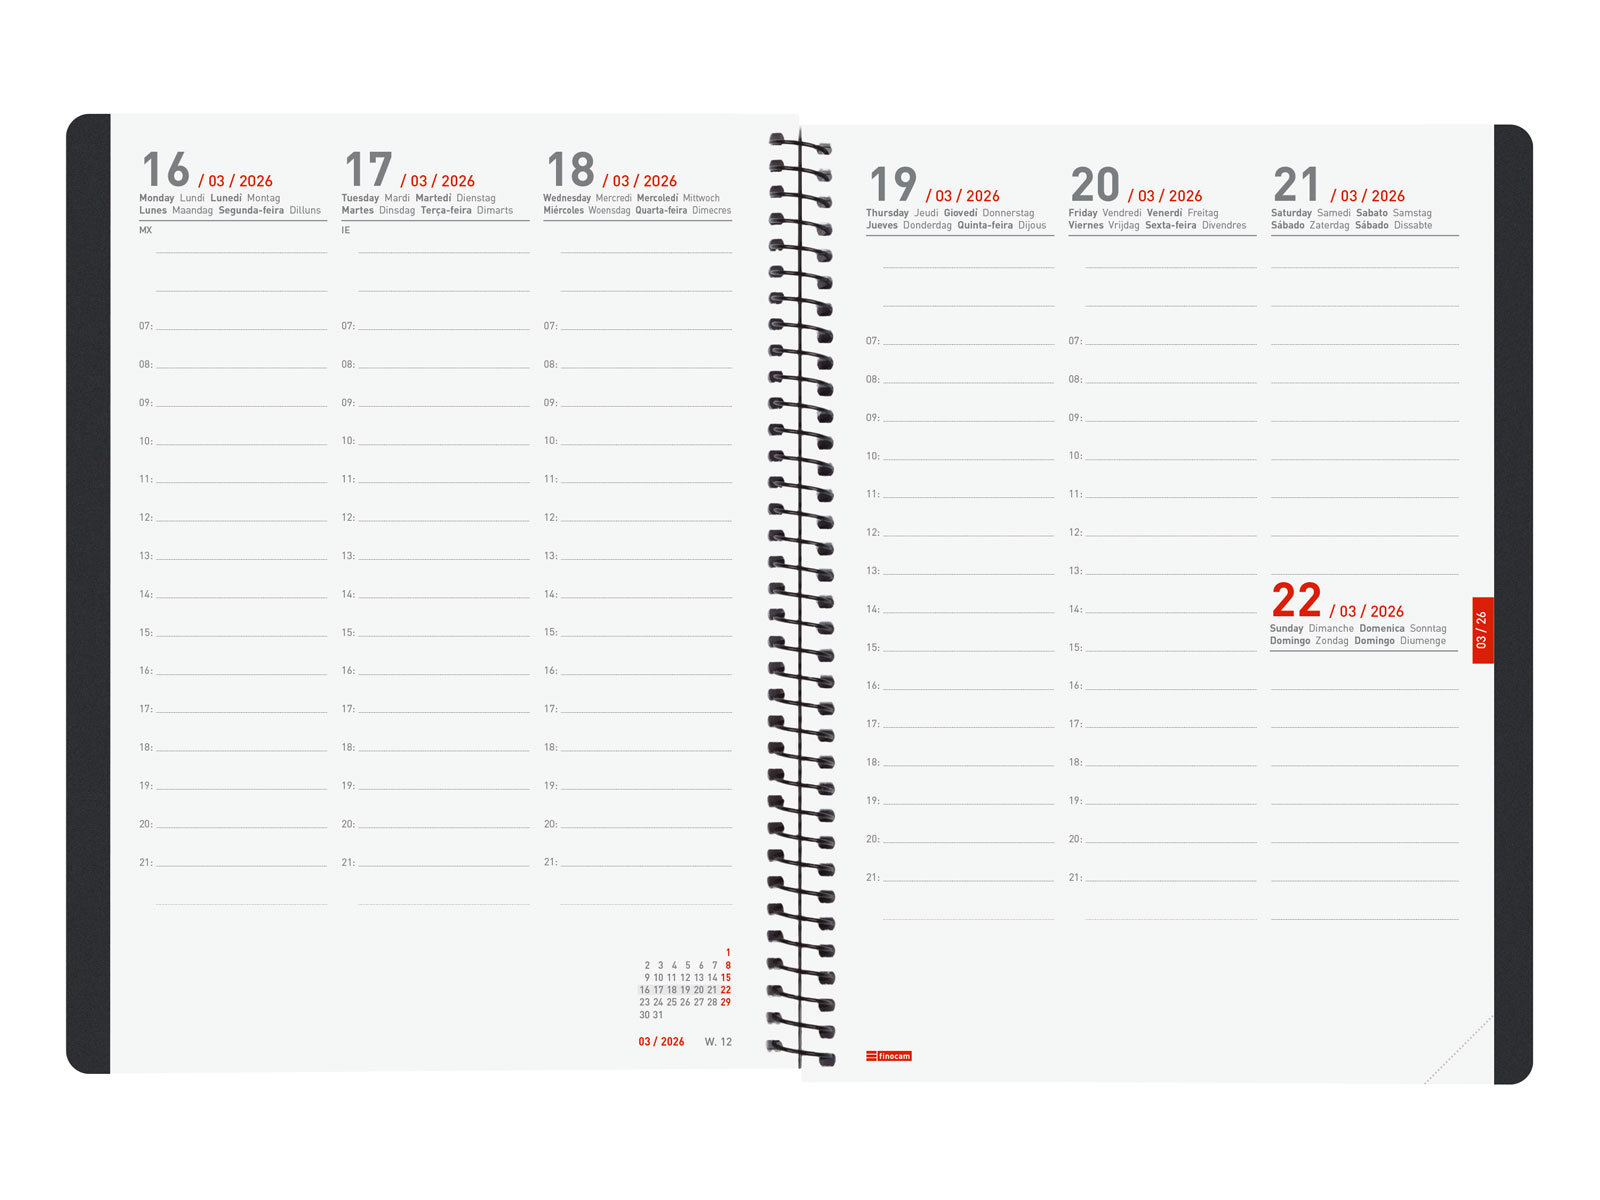 16 / 03 / 2026
Monday Lundi Lunedí Montag
Lunes Maandag Segunda-feira Dilluns
MX
07:
08:
09:
10:
11:
12:
13:
14:
15:
16:
17:
18:
19:
20:
21:
17 / 03 / 2026
Tuesday Mardi Martedí Dienstag
Martes Dinsdag Terça-feira Dimarts
IE
07:
08:
09:
10:
11:
12:
13:
14:
15:
16:
17:
18:
19:
20:
21:
18 / 03 / 2026
Wednesday Mercredi Mercoledí Mittwoch
Miércoles Woensdag Quarta-feira Dimecres
07:
08:
09:
10:
11:
12:
13:
14:
15:
16:
17:
18:
19:
20:
21:
1
2 3 4 5 6 7 8
9 10 11 12 13 14 15
16 17 18 19 20 21 22
23 24 25 26 27 28 29
30 31
03 / 2026 W. 12
19 / 03 / 2026
Thursday Jeudi Giovedí Donnerstag
Jueves Donderdag Quinta-feira Dijous
07:
08:
09:
10:
11:
12:
13:
14:
15:
16:
17:
18:
19:
20:
21:
20 / 03 / 2026
Friday Vendredi Venerdí Freitag
Viernes Vrijdag Sexta-feira Divendres
07:
08:
09:
10:
11:
12:
13:
14:
15:
16:
17:
18:
19:
20:
21:
21 / 03 / 2026
Saturday Samedi Sabato Samstag
Sábado Zaterdag Sábado Dissabte
22 / 03 / 2026
Sunday Dimanche Domenica Sonntag
Domingo Zondag Domingo Diumenge
03 / 26
finocam